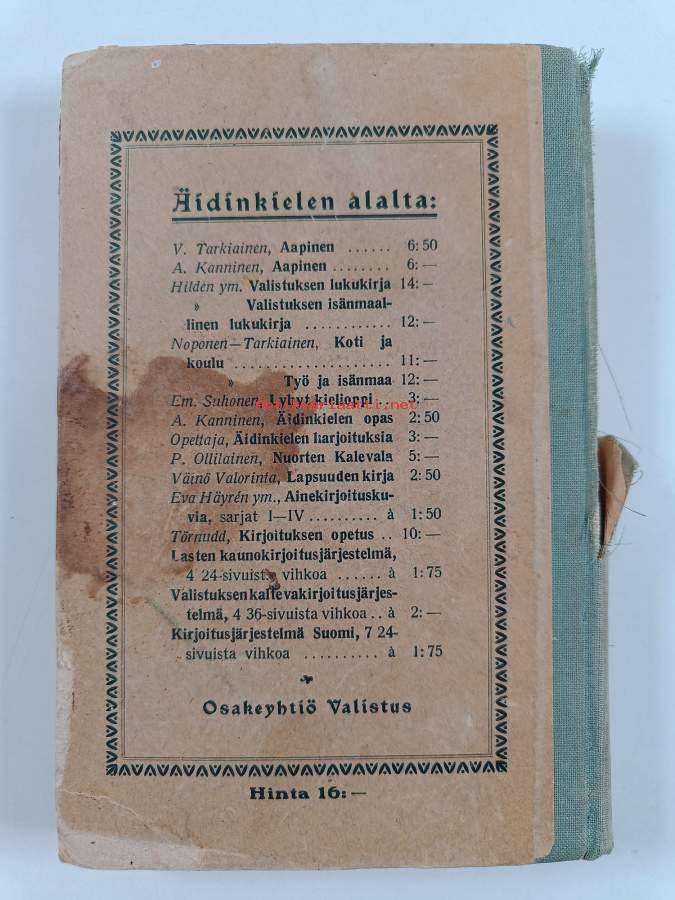 Äidinkielen alalta:
V. Tarkiainen, Aapinen ...... 6:50
A. Kanninen, Aapinen ........ 6:—
Hilden ym. Valistuksen lukukirja 14:—
» Valistuksen isänmaal-
linen lukukirja ............ 12:—
Noponen—Tarkiainen, Koti ja
koulu ...................... 11:—
» Työ ja isänmaa 12:—
Em. Suhonen, Lyhyt kielioppi .. 3:—
A. Kanninen, Äidinkielen opas 2:50
Opettaja, Äidinkielen harjoituksia 3:—
P. Ollilainen, Nuorten Kalevala 5:—
Väinö Valorinta, Lapsuuden kirja 2:50
Eva Häyrén ym., Ainekirjoitusku-
via, sarjat I—IV .......... à 1:50
Törnudd, Kirjoituksen opetus .. 10:—
Lasten kaunokirjoitusjärjestelmä,
4 24-sivuista vihkoa ...... à 1:75
Valistuksen kaltevakirjoitusjärjes-
telmä, 4 36-sivuista vihkoa .. à 2:—
Kirjoitusjärjestelmä Suomi, 7 24-
sivuista vihkoa .......... à 1:75
Osakeyhtiö Valistus
Hinta 16:—